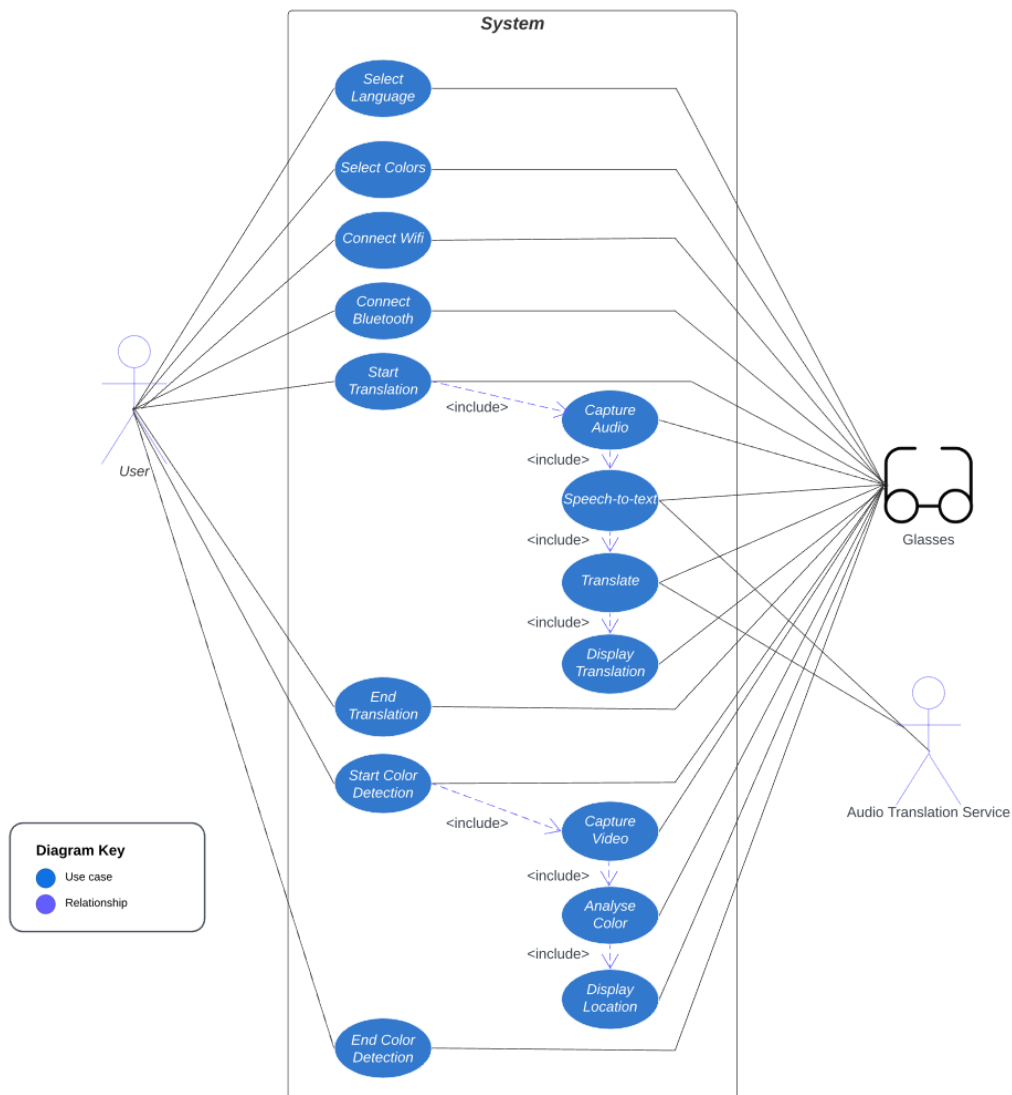 System
Select
Language
Select Colors
Connect Wifi
Connect
Bluetooth
Start
Translation
<include>
Capture
Audio
User
<include>
Speech-to-text
Glasses
<include>
Translate
<include>
Display
Translation
End
Translation
Start Color
Detection
Audio Translation Service
<include>
Capture
Video
Diagram Key
Use case
Relationship
<include>
Analyse
Color
<include>
Display
Location
End Color
Detection